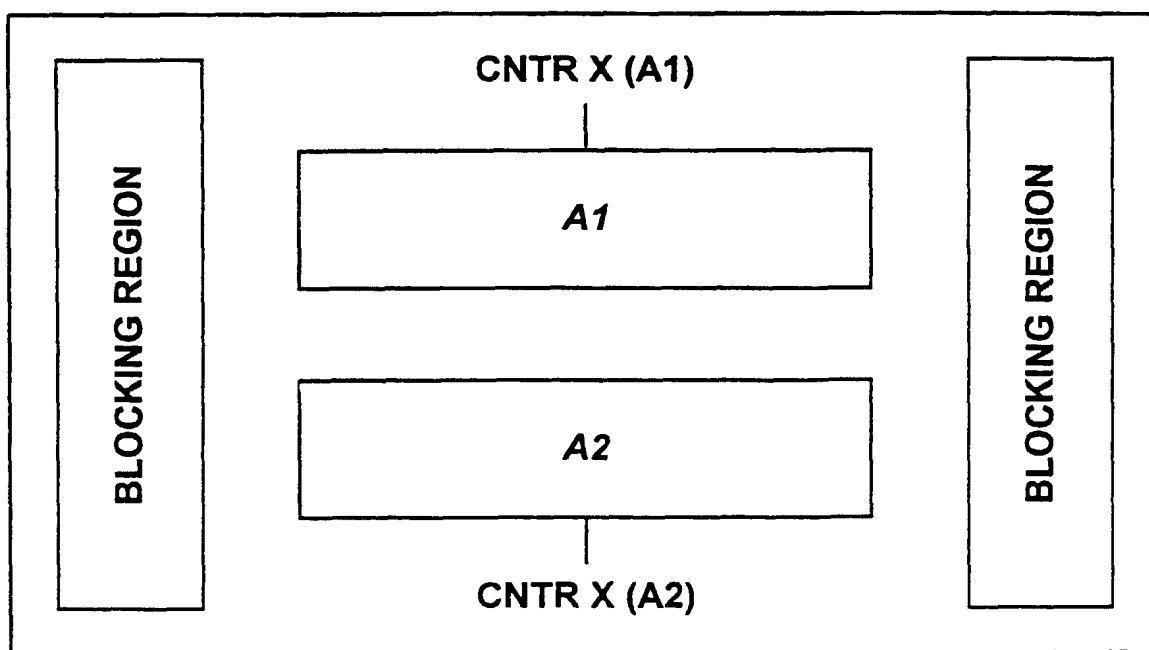 CNTR X (A1)
BLOCKING REGION
A1
BLOCKING REGION
A2
CNTR X (A2)